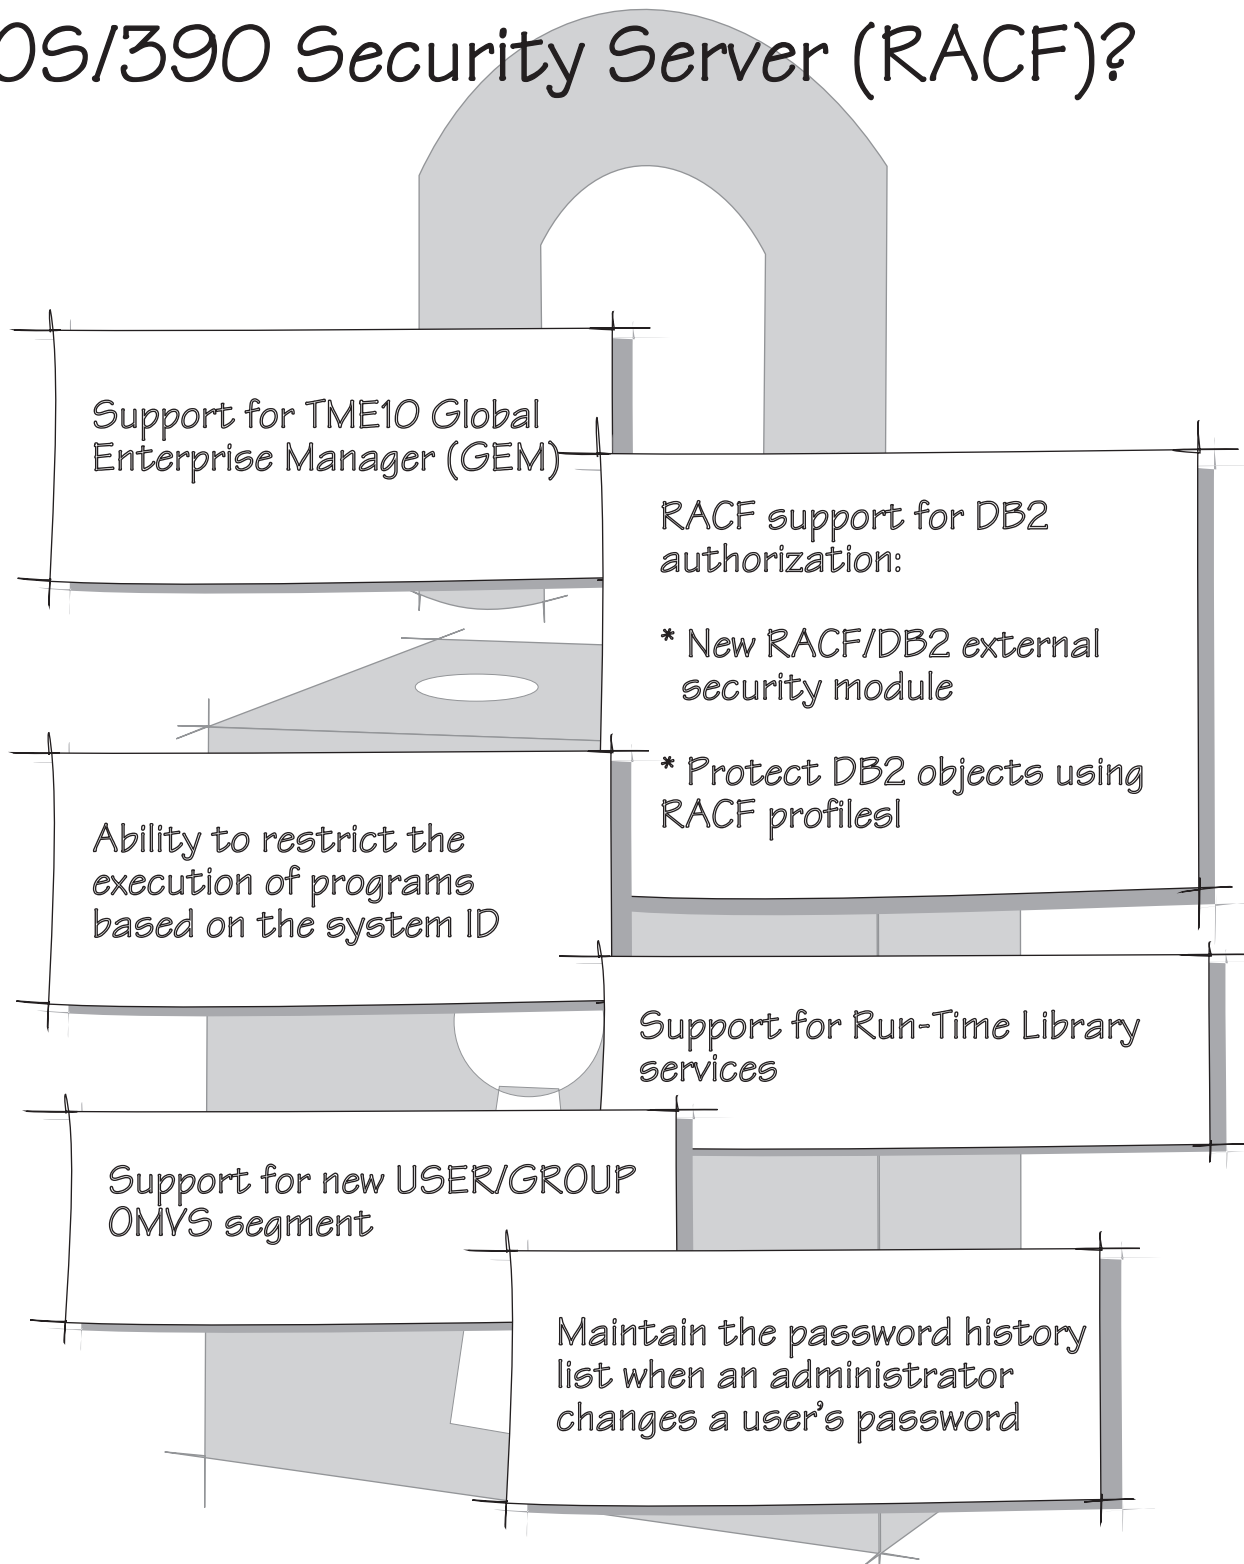 OS/390 Security Server (RACF)?
Support for TME10 Global
Enterprise Manager (GEM)
RACF support for DB2
authorization:
* New RACF/DB2 external
security module
* Protect DB2 objects using
RACF profiles!
Ability to restrict the
execution of programs
based on the system ID
Support for Run-Time Library
services
Support for new USER/GROUP
OMVS segment
Maintain the password history
list when an administrator
changes a user’s password